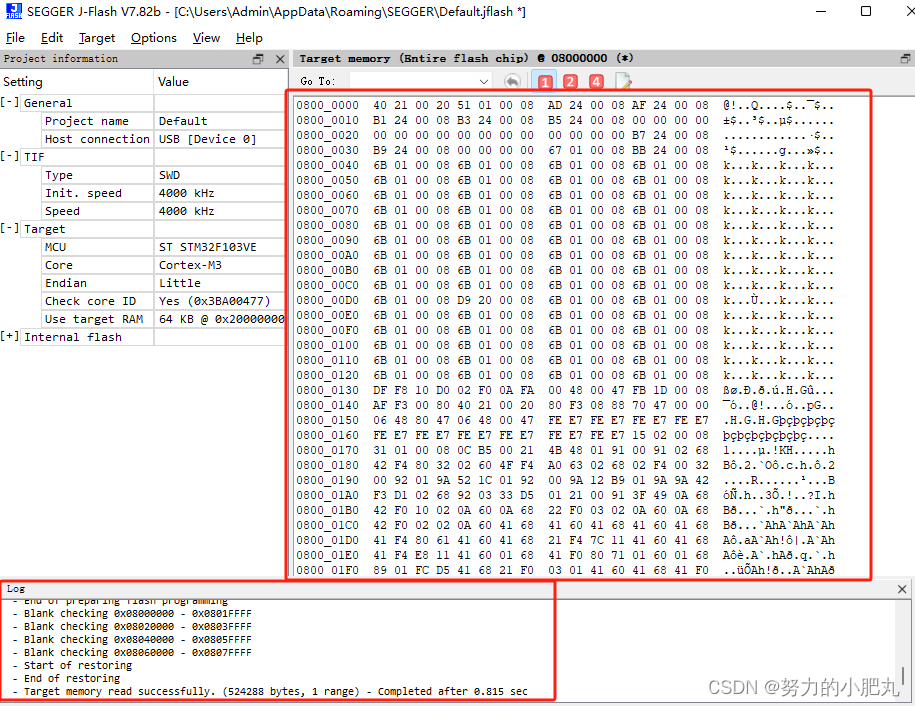 SEGGER J-Flash V7.82b - [C:\Users\Admin\AppData\Roaming\SEGGER\Default.jflash *]
File Edit Target Options View Help
Project information
Setting Value
[-] General
Project name Default
Host connection USB [Device 0]
[-] TIF
Type SWD
Init. speed 4000 kHz
Speed 4000 kHz
[-] Target
MCU ST STM32F103VE
Core Cortex-M3
Endian Little
Check core ID Yes (0x3BA00477)
Use target RAM 64 KB @ 0x20000000
[+] Internal flash
Target memory (Entire flash chip) @ 08000000 (*)
Go To: 1 2 4
0800_0000 40 21 00 20 51 01 00 08 AD 24 00 08 AF 24 00 08 @!..Q....$..¯$..
0800_0010 B1 24 00 08 B3 24 00 08 B5 24 00 08 00 00 00 00 ±$..³$..µ$......
0800_0020 00 00 00 00 00 00 00 00 00 00 00 00 B7 24 00 08 ............·$..
0800_0030 B9 24 00 08 00 00 00 00 67 01 00 08 BB 24 00 08 ¹$......g...»$..
0800_0040 6B 01 00 08 6B 01 00 08 6B 01 00 08 6B 01 00 08 k...k...k...k...
0800_0050 6B 01 00 08 6B 01 00 08 6B 01 00 08 6B 01 00 08 k...k...k...k...
0800_0060 6B 01 00 08 6B 01 00 08 6B 01 00 08 6B 01 00 08 k...k...k...k...
0800_0070 6B 01 00 08 6B 01 00 08 6B 01 00 08 6B 01 00 08 k...k...k...k...
0800_0080 6B 01 00 08 6B 01 00 08 6B 01 00 08 6B 01 00 08 k...k...k...k...
0800_0090 6B 01 00 08 6B 01 00 08 6B 01 00 08 6B 01 00 08 k...k...k...k...
0800_00A0 6B 01 00 08 6B 01 00 08 6B 01 00 08 6B 01 00 08 k...k...k...k...
0800_00B0 6B 01 00 08 6B 01 00 08 6B 01 00 08 6B 01 00 08 k...k...k...k...
0800_00C0 6B 01 00 08 6B 01 00 08 6B 01 00 08 6B 01 00 08 k...k...k...k...
0800_00D0 6B 01 00 08 D9 20 00 08 6B 01 00 08 6B 01 00 08 k...Ù ..k...k...
0800_00E0 6B 01 00 08 6B 01 00 08 6B 01 00 08 6B 01 00 08 k...k...k...k...
0800_00F0 6B 01 00 08 6B 01 00 08 6B 01 00 08 6B 01 00 08 k...k...k...k...
0800_0100 6B 01 00 08 6B 01 00 08 6B 01 00 08 6B 01 00 08 k...k...k...k...
0800_0110 6B 01 00 08 6B 01 00 08 6B 01 00 08 6B 01 00 08 k...k...k...k...
0800_0120 6B 01 00 08 6B 01 00 08 6B 01 00 08 6B 01 00 08 k...k...k...k...
0800_0130 DF F8 10 D0 02 F0 0A FA 00 48 00 47 FB 1D 00 08 ßø.Ð.ð.ú.H.Gû...
0800_0140 AF F3 00 80 40 21 00 20 80 F3 08 88 70 47 00 00 ¯ó..@!...ó..pG..
0800_0150 06 48 80 47 06 48 00 47 FE E7 FE E7 FE E7 FE E7 .H.G.H.Gþçþçþçþç
0800_0160 FE E7 FE E7 FE E7 FE E7 FE E7 FE E7 15 02 00 08 þçþçþçþçþçþç....
0800_0170 31 01 00 08 0C B5 00 21 4B 48 01 91 00 91 02 68 1....µ.!KH.....h
0800_0180 42 F4 80 32 02 60 4F F4 A0 63 02 68 02 F4 00 32 Bô.2.`Oô.c.h.ô.2
0800_0190 00 92 01 9A 52 1C 01 92 00 9A 12 B9 01 9A 9A 42 ....R......¹...B
0800_01A0 F3 D1 02 68 92 03 33 D5 01 21 00 91 3F 49 0A 68 óÑ.h..3Õ.!..?I.h
0800_01B0 42 F0 10 02 0A 60 0A 68 22 F0 03 02 0A 60 0A 68 Bð...`.h"ð...`.h
0800_01C0 42 F0 02 02 0A 60 41 68 41 60 41 68 41 60 41 68 Bð...`AhA`AhA`Ah
0800_01D0 41 F4 80 61 41 60 41 68 21 F4 7C 11 41 60 41 68 Aô.aA`Ah!ô|.A`Ah
0800_01E0 41 F4 E8 11 41 60 01 68 41 F0 80 71 01 60 01 68 Aôè.A`.hAð.q.`.h
0800_01F0 89 01 FC D5 41 68 21 F0 03 01 41 60 41 68 41 F0 ..üÕAh!ð..A`AhAð
Log
- End of preparing flash programming
- Blank checking 0x08000000 - 0x0801FFFF
- Blank checking 0x08020000 - 0x0803FFFF
- Blank checking 0x08040000 - 0x0805FFFF
- Blank checking 0x08060000 - 0x0807FFFF
- Start of restoring
- End of restoring
- Target memory read successfully. (524288 bytes, 1 range) - Completed after 0.815 sec
CSDN @努力的小肥丸